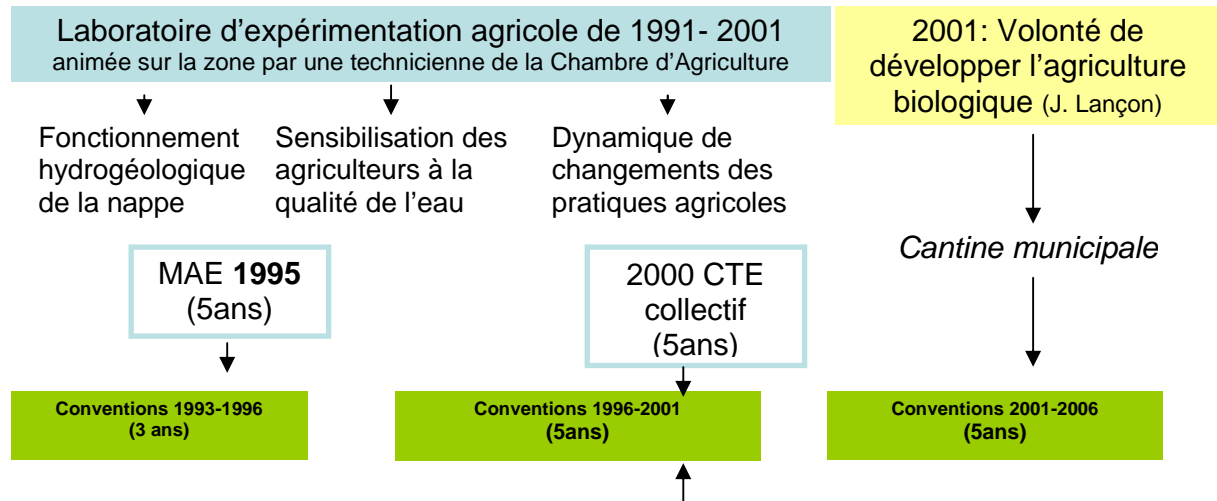 Laboratoire d'expérimentation agricole de 1991- 2001
animée sur la zone par une technicienne de la Chambre d'Agriculture
2001: Volonté de
développer l'agriculture
biologique (J. Lançon)
Fonctionnement
hydrogéologique
de la nappe
Sensibilisation des
agriculteurs à la
qualité de l'eau
Dynamique de
changements des
pratiques agricoles
Cantine municipale
MAE 1995
(5ans)
2000 CTE
collectif
(5ans)
Conventions 1993-1996
(3 ans)
Conventions 1996-2001
(5ans)
Conventions 2001-2006
(5ans)